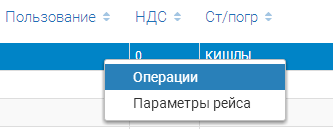 Пользование НДС Ст/погр
0 КИШЛЫ
Операции
Параметры рейса